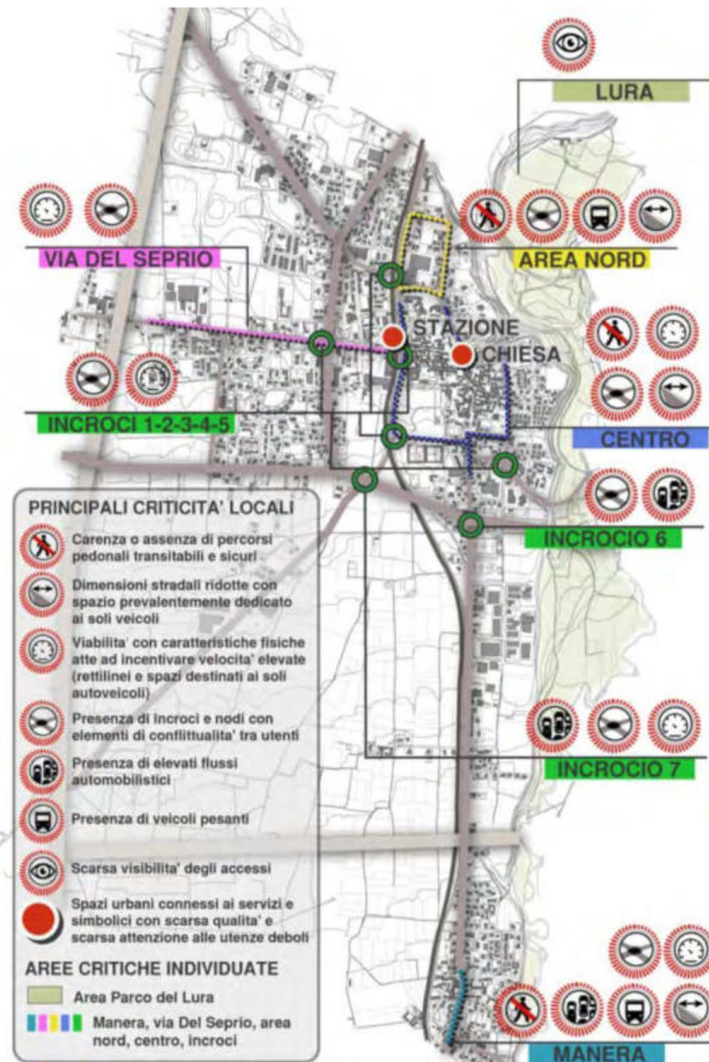 LURA
VIA DEL SEPRIO
AREA NORD
STAZIONE
CHIESA
INCROCI 1-2-3-4-5
CENTRO
PRINCIPALI CRITICITA' LOCALI
Carenza o assenza di percorsi
pedonali transitabili e sicuri
INCROCIO 6
Dimensioni stradali ridotte con
spazio prevalentemente dedicato
ai soli veicoli
Viabilita' con caratteristiche fisiche
atte ad incentivare velocita' elevate
(rettilinei e spazi destinati ai soli
autoveicoli)
Presenza di incroci e nodi con
elementi di conflittualita' tra utenti
Presenza di elevati flussi
automobilistici
INCROCIO 7
Presenza di veicoli pesanti
Scarsa visibilita' degli accessi
Spazi urbani connessi ai servizi e
simbolici con scarsa qualita' e
scarsa attenzione alle utenze deboli
AREE CRITICHE INDIVIDUATE
Area Parco del Lura
Manera, via Del Seprio, area
nord, centro, incroci
MANERA